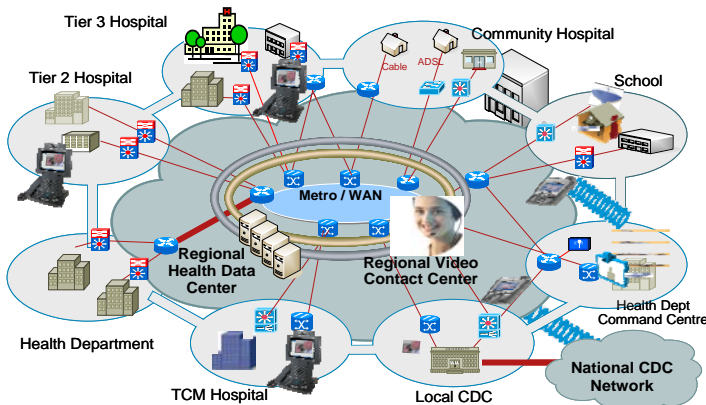 Tier 3 Hospital
Community Hospital
Cable
ADSL
Tier 2 Hospital
School
Metro / WAN
Regional
Health Data
Center
Regional Video
Contact Center
Health Dept
Command Centre
Health Department
TCM Hospital
Local CDC
National CDC
Network